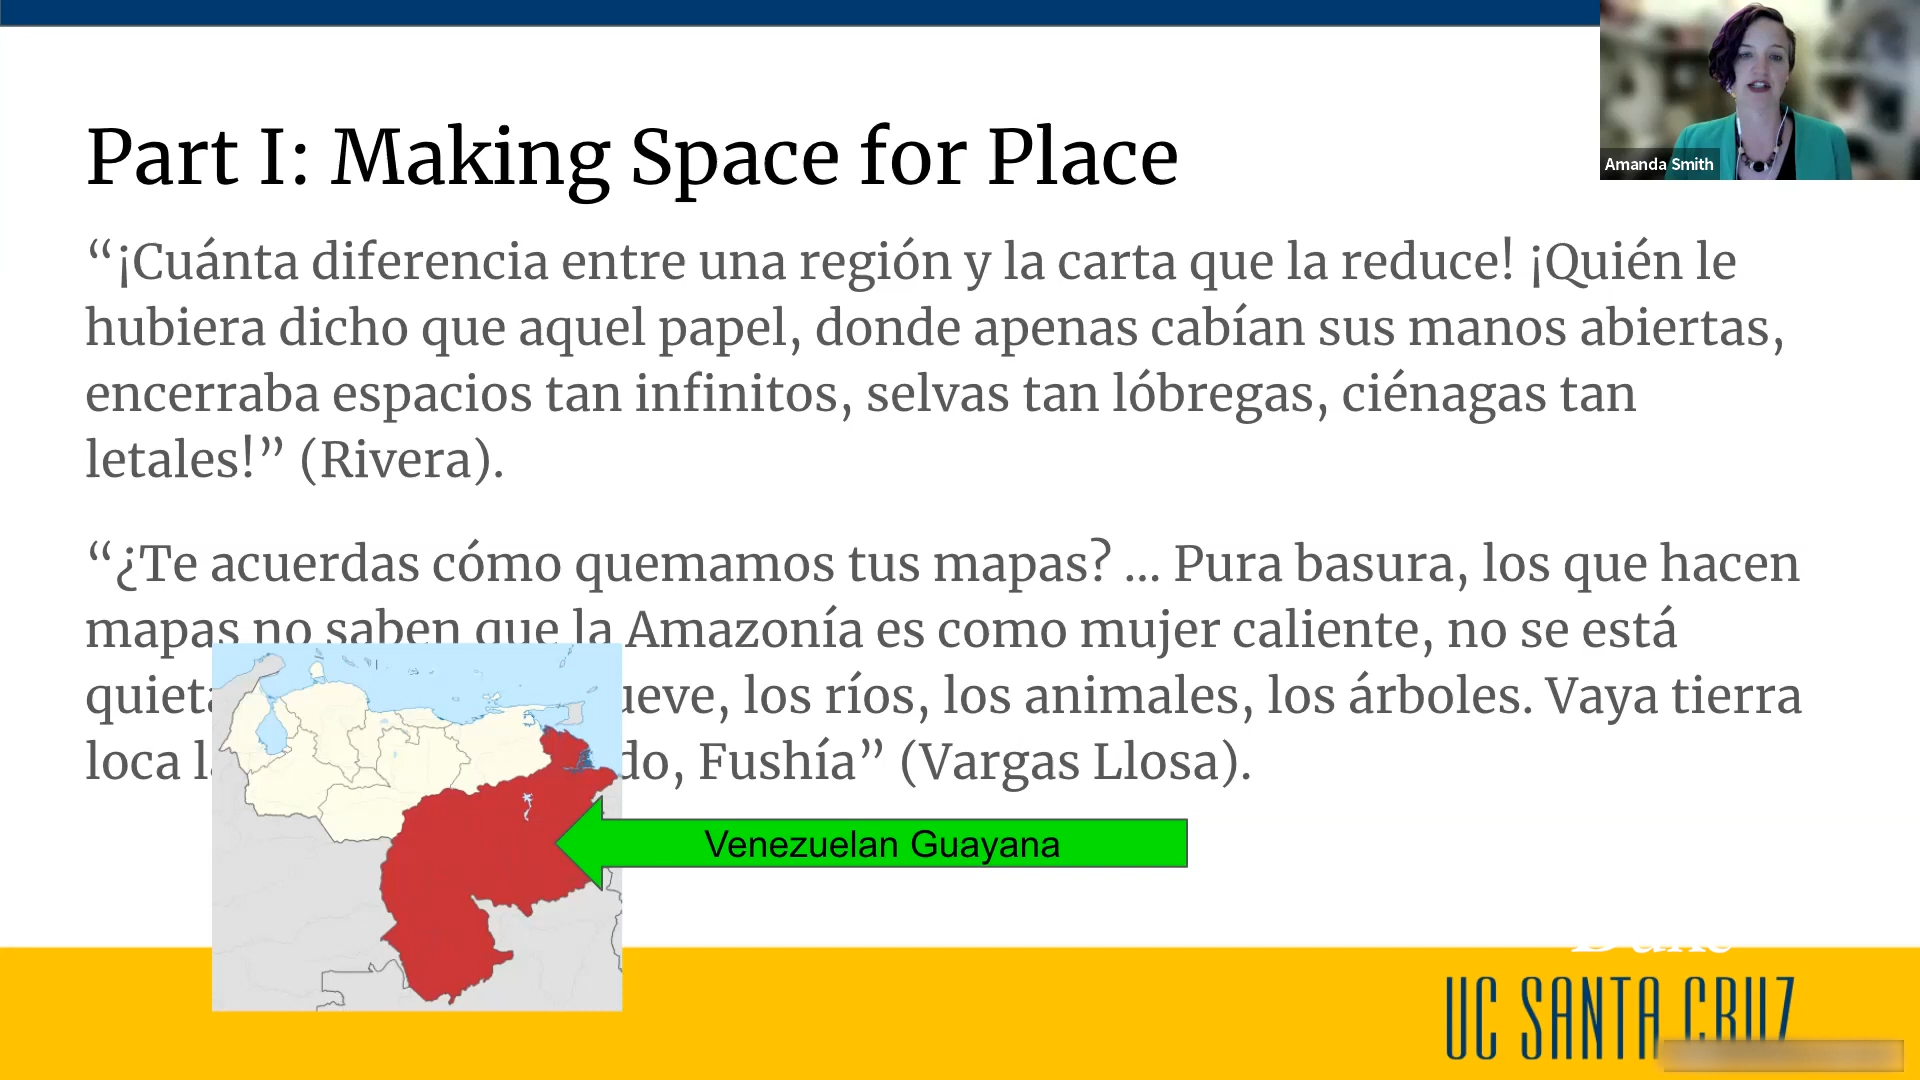 Part I: Making Space for Place
Amanda Smith
“¡Cuánta diferencia entre una región y la carta que la reduce! ¡Quién le
hubiera dicho que aquel papel, donde apenas cabían sus manos abiertas,
encerraba espacios tan infinitos, selvas tan lóbregas, ciénagas tan
letales!” (Rivera).
“¿Te acuerdas cómo quemamos tus mapas? ... Pura basura, los que hacen
mapas no saben que la Amazonía es como mujer caliente, no se está
los ríos, los animales, los árboles. Vaya tierra
loca Fushía” (Vargas Llosa).
Venezuelan Guayana
UC SANTA CRUZ